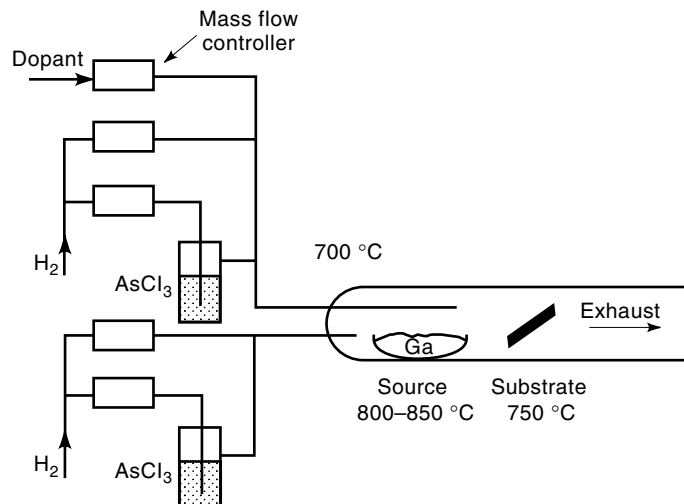 Mass flow
controller
Dopant
H₂
AsCl₃
700 °C
Exhaust
Ga
Source
800–850 °C
Substrate
750 °C
H₂
AsCl₃